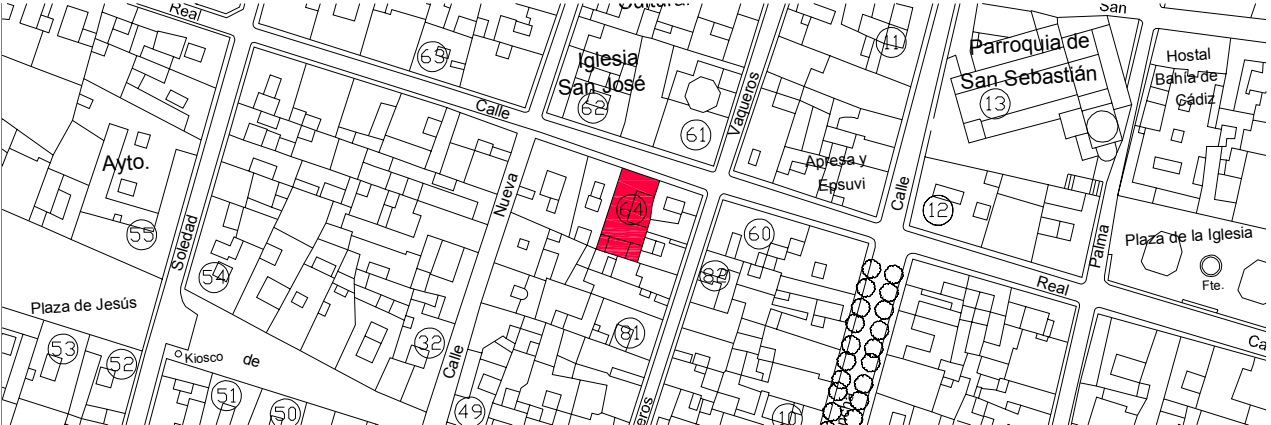 Real
San
63
Calle
Iglesia
San José
62
61
Vaqueros
41
Parroquia de
San Sebastián
13
Hostal
Bahía de
Cádiz
Ayto.
55
Soledad
Nueva
64
Apresa y
Epsuvi
Calle
12
Palma
Plaza de la Iglesia
Fte.
54
60
Real
Plaza de Jesús
53
52
Kiosco
de
32
Calle
81
51
50
49
10